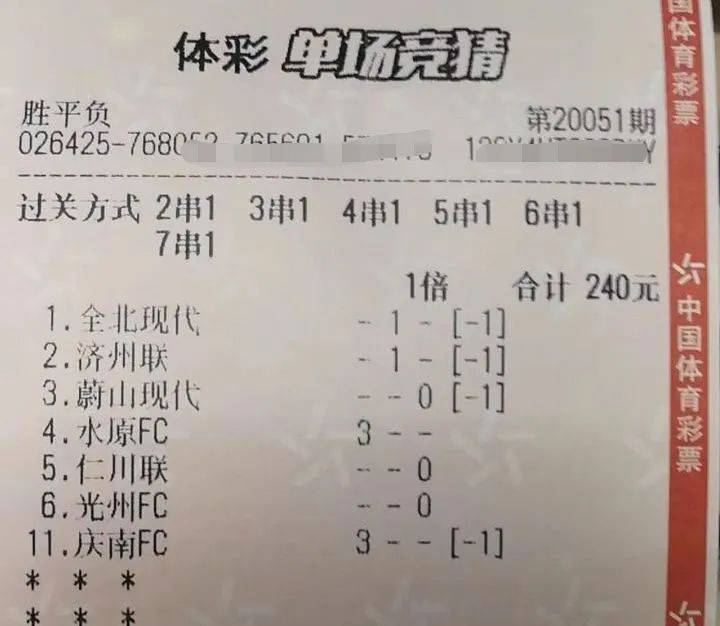 体彩 单场竞猜
胜平负 第20051期
026425-768
过关方式 2串1 3串1 4串1 5串1 6串1
7串1
1倍 合计 240元
1.全北现代 - 1 - [-1]
2.济州联 - 1 - [-1]
3.蔚山现代 - - 0 [-1]
4.水原FC 3 - -
5.仁川联 - - 0
6.光州FC - - 0
11.庆南FC 3 - - [-1]
* * *
* * *
国体育彩票
中国体育彩票